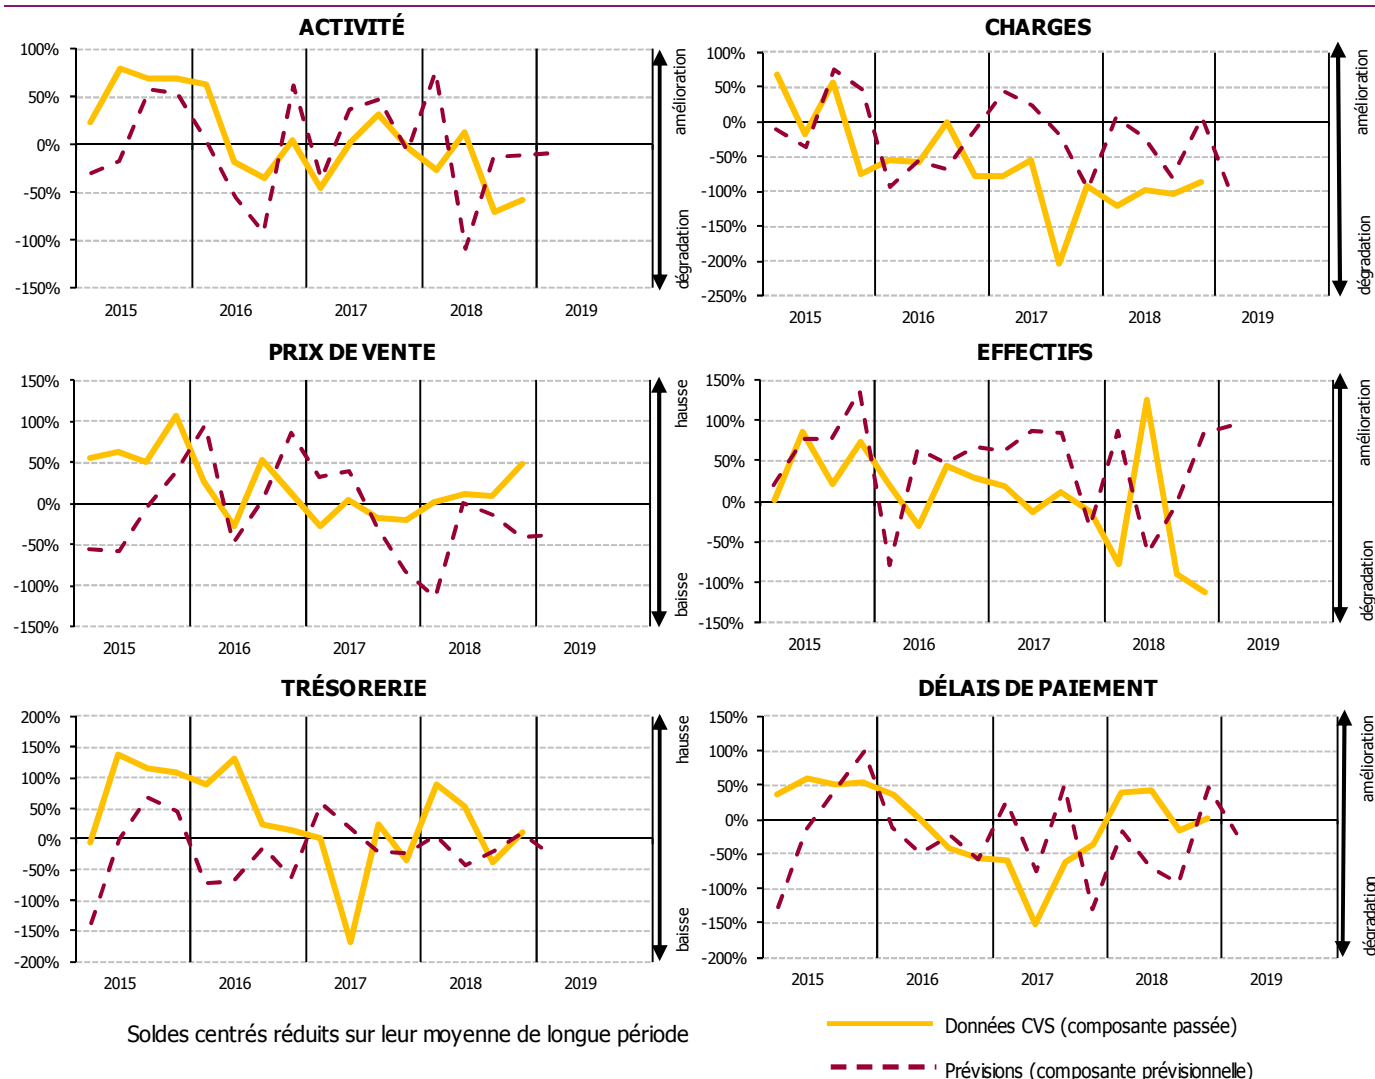 ACTIVITÉ
100%
50%
0%
-50%
-100%
-150%
2015 2016 2017 2018 2019
amélioration
dégradation
CHARGES
100%
50%
0%
-50%
-100%
-150%
-200%
-250%
2015 2016 2017 2018 2019
amélioration
dégradation
PRIX DE VENTE
150%
100%
50%
0%
-50%
-100%
-150%
2015 2016 2017 2018 2019
hausse
baisse
EFFECTIFS
150%
100%
50%
0%
-50%
-100%
-150%
2015 2016 2017 2018 2019
amélioration
dégradation
TRÉSORERIE
200%
150%
100%
50%
0%
-50%
-100%
-150%
-200%
2015 2016 2017 2018 2019
hausse
baisse
DÉLAIS DE PAIEMENT
150%
100%
50%
0%
-50%
-100%
-150%
-200%
2015 2016 2017 2018 2019
amélioration
dégradation
Soldes centrés réduits sur leur moyenne de longue période
Données CVS (composante passée)
Prévisions (composante prévisionnelle)